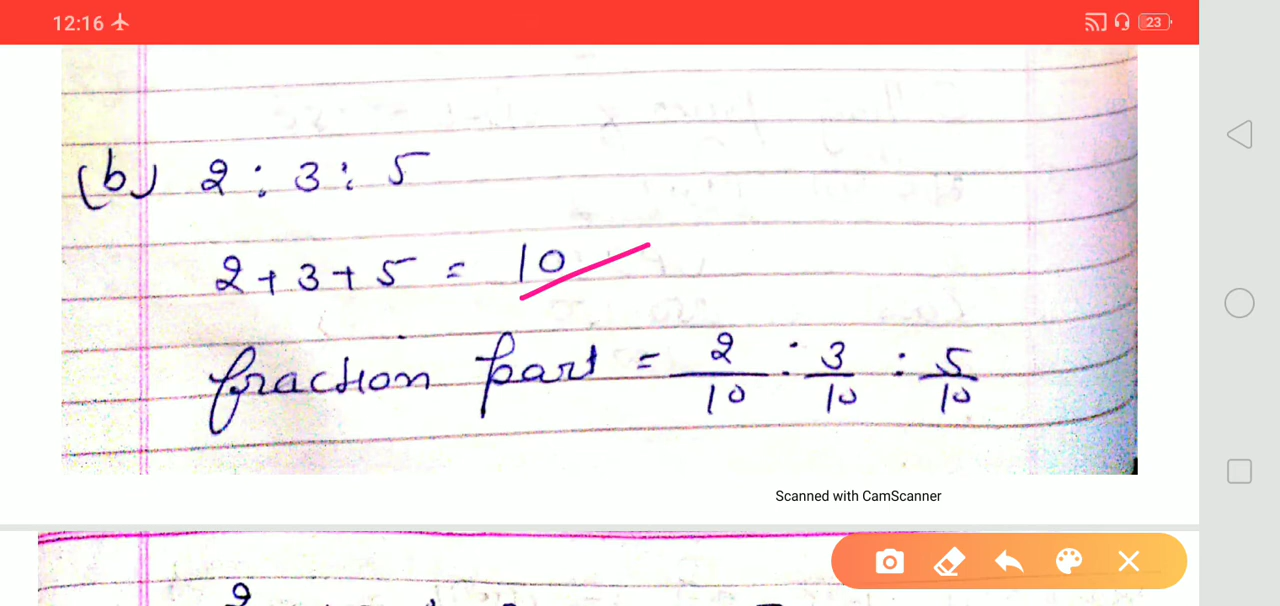 12:16
23
(b) 2 : 3 : 5
2 + 3 + 5 = 10
fraction part = 2/10 : 3/10 : 5/10
Scanned with CamScanner